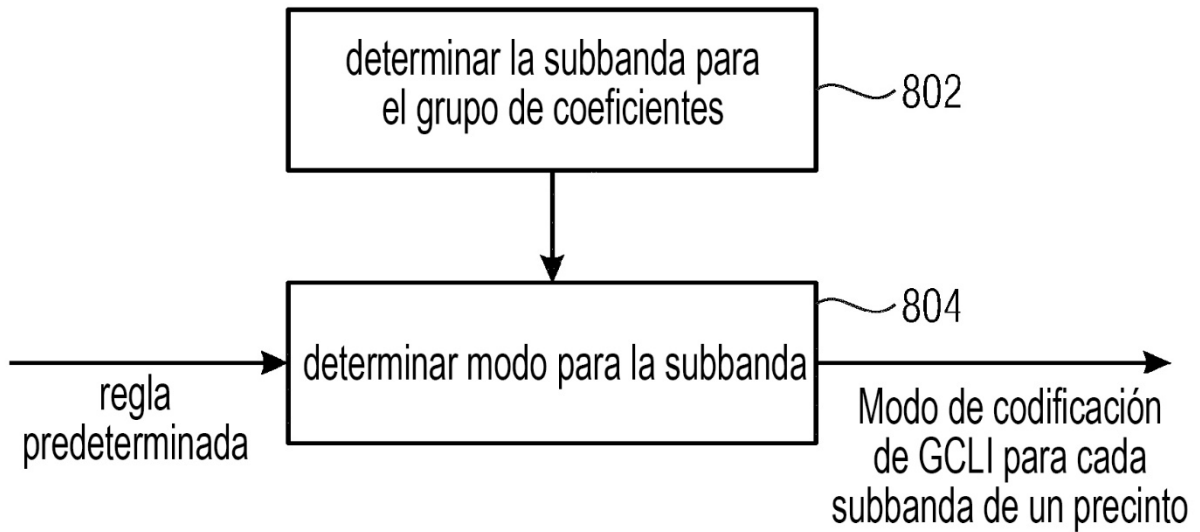 determinar la subbanda para
el grupo de coeficientes
802
804
determinar modo para la subbanda
regla
predeterminada
Modo de codificación
de GCLI para cada
subbanda de un precinto